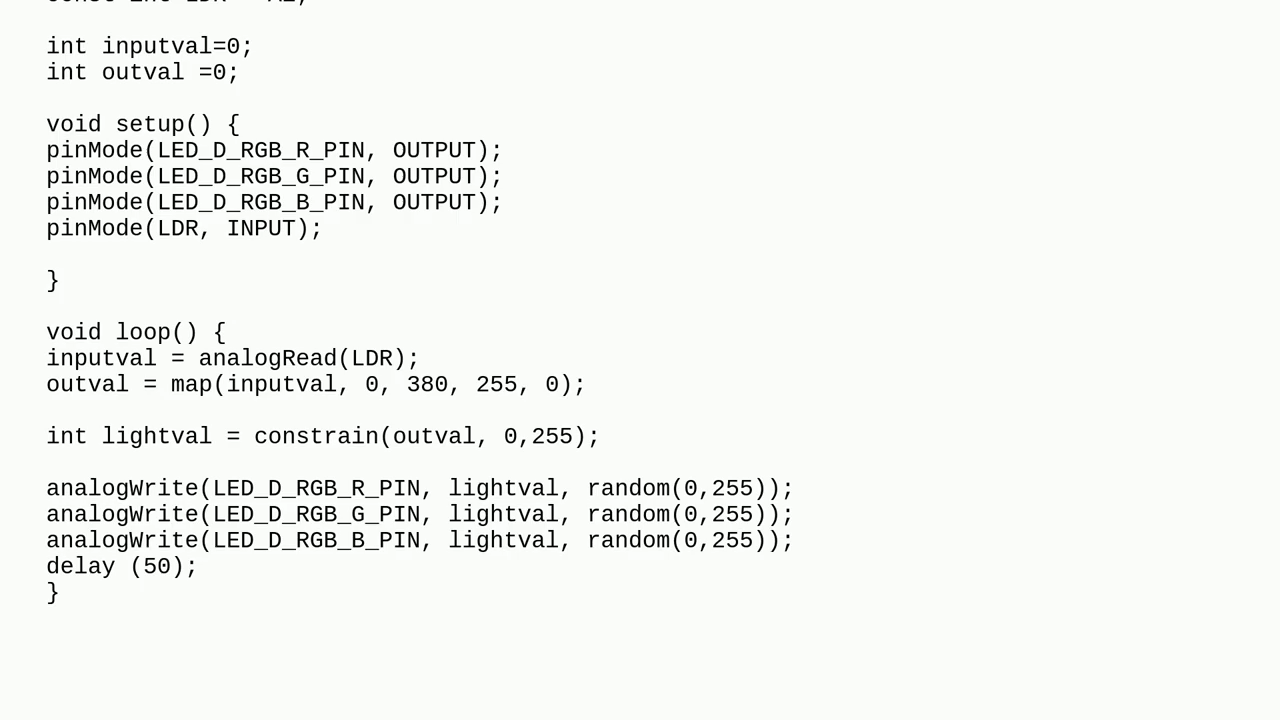 int inputval=0;
int outval =0;
void setup() {
pinMode(LED_D_RGB_R_PIN, OUTPUT);
pinMode(LED_D_RGB_G_PIN, OUTPUT);
pinMode(LED_D_RGB_B_PIN, OUTPUT);
pinMode(LDR, INPUT);
}
void loop() {
inputval = analogRead(LDR);
outval = map(inputval, 0, 380, 255, 0);
int lightval = constrain(outval, 0,255);
analogWrite(LED_D_RGB_R_PIN, lightval, random(0,255));
analogWrite(LED_D_RGB_G_PIN, lightval, random(0,255));
analogWrite(LED_D_RGB_B_PIN, lightval, random(0,255));
delay (50);
}